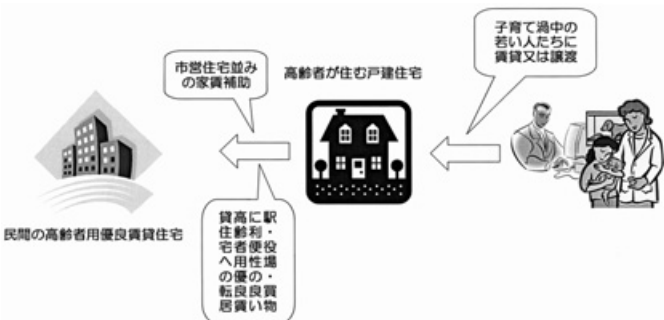 子育て渦中の
若い人たちに
賃貸又は譲渡
市営住宅並み
の家賃補助
高齢者が住む戸建住宅
民間の高齢者用優良賃貸住宅
駅・役場・買物
に利便性の良い
高齢者用優良賃
貸住宅への転居